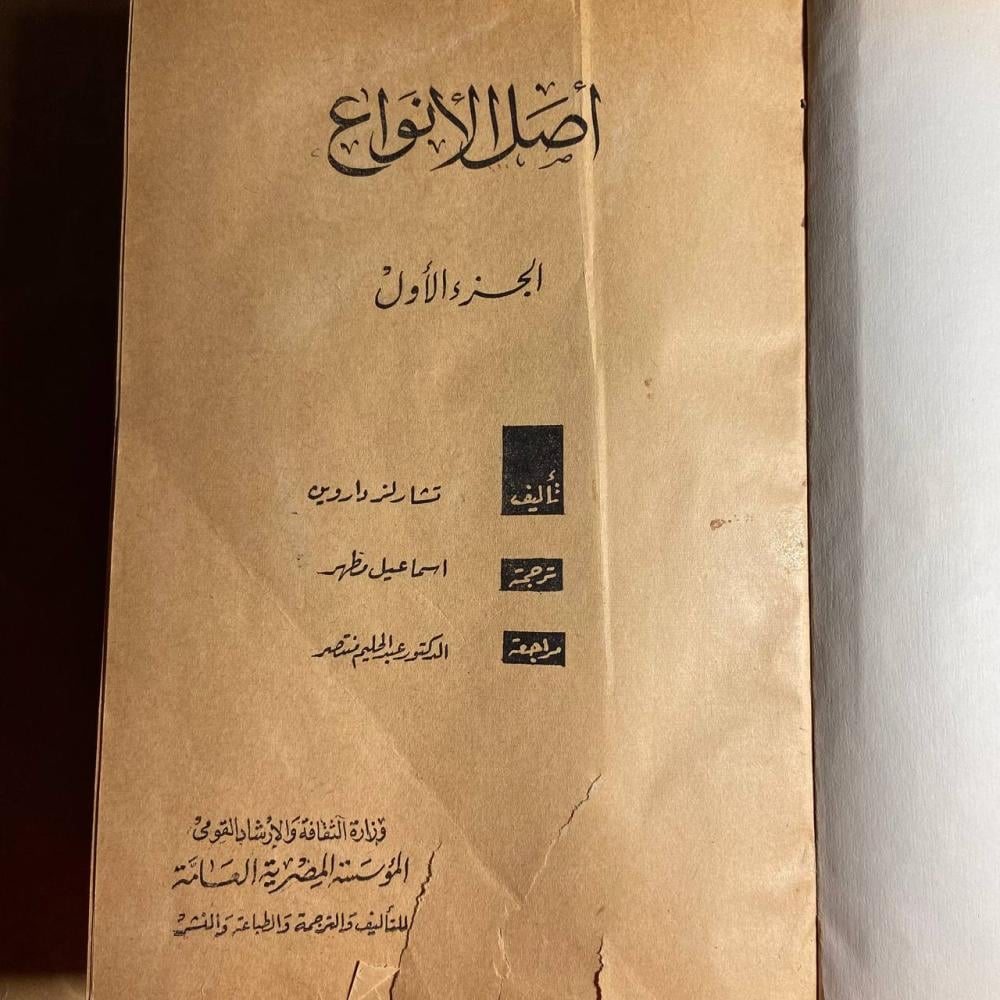 أصل الأنواع
الجزء الأول
تأليف تشارلز داروين
ترجمة اسماعيل مظهر
مراجعة الدكتور عبد الحليم منتصر
وزارة الثقافة والإرشاد القومى
المؤسسة المصرية العامة
للتأليف والترجمة والطباعة والنشر